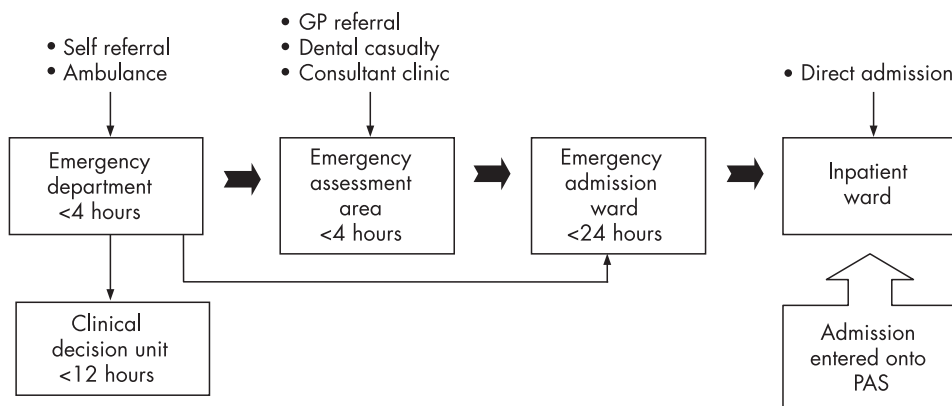 • Self referral
• Ambulance
• GP referral
• Dental casualty
• Consultant clinic
• Direct admission
Emergency
department
<4 hours
Emergency
assessment
area
<4 hours
Emergency
admission
ward
<24 hours
Inpatient
ward
Clinical
decision unit
<12 hours
Admission
entered onto
PAS